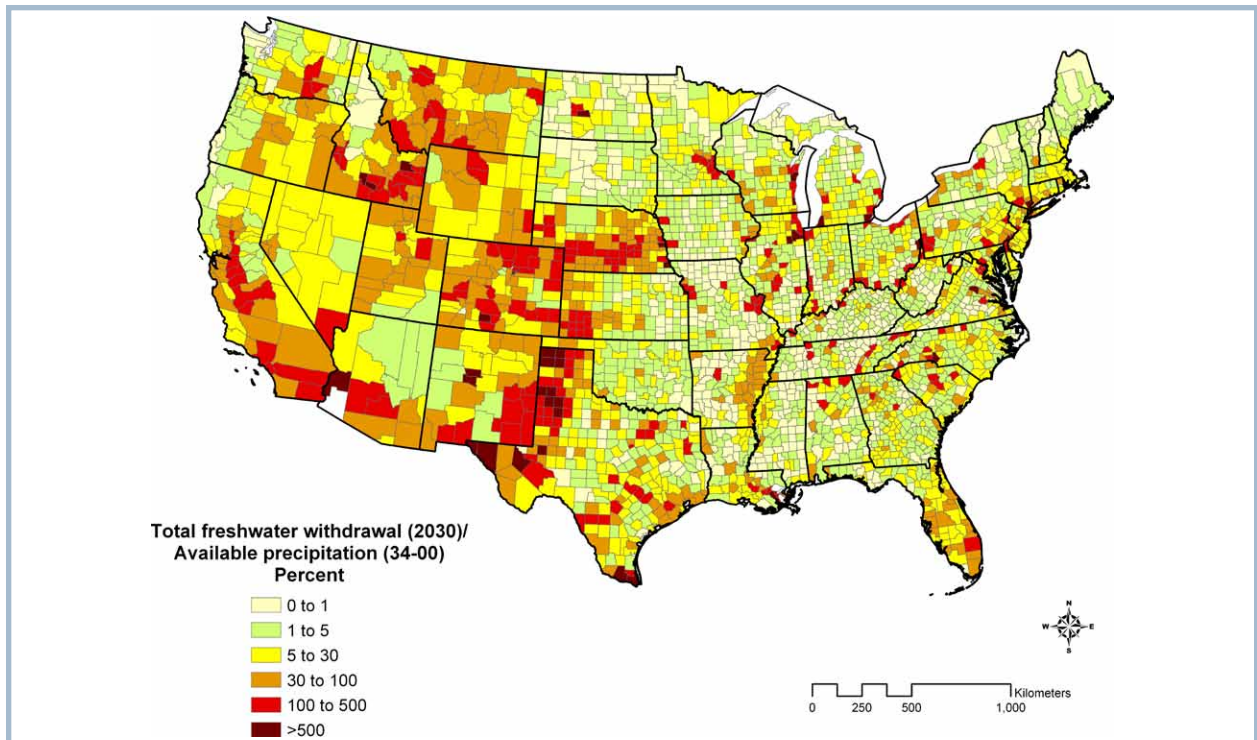 Total freshwater withdrawal (2030)/
Available precipitation (34-00)
Percent
0 to 1
1 to 5
5 to 30
30 to 100
100 to 500
>500
N
W E
S
Kilometers
0 250 500 1,000